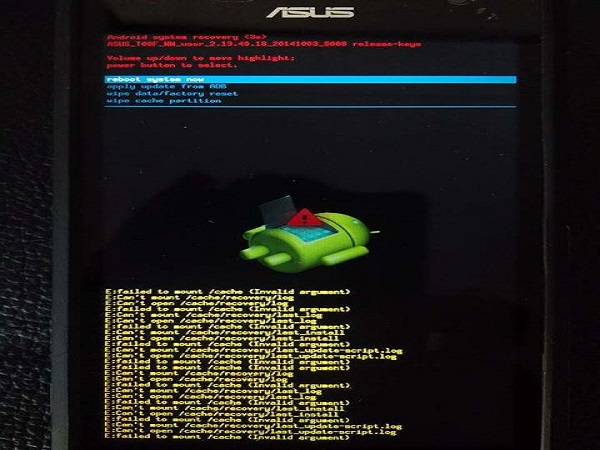 ASUS
Android system recovery <3e>
ASUS_T00F_WW_user_2.19.40.18_20141003_8008 release-keys
Volume up/down to move highlight;
power button to select.
reboot system now
apply update from ADB
wipe data/factory reset
wipe cache partition
E:failed to mount /cache (Invalid argument)
E:Can't mount /cache/recovery/log
E:Can't open /cache/recovery/log
E:failed to mount /cache (Invalid argument)
E:Can't mount /cache/recovery/last_log
E:Can't open /cache/recovery/last_log
E:failed to mount /cache (Invalid argument)
E:Can't mount /cache/recovery/last_install
E:Can't open /cache/recovery/last_install
E:failed to mount /cache (Invalid argument)
E:Can't mount /cache/recovery/last_update-script.log
E:Can't open /cache/recovery/last_update-script.log
E:failed to mount /cache (Invalid argument)
E:failed to mount /cache (Invalid argument)
E:Can't mount /cache/recovery/log
E:Can't open /cache/recovery/log
E:failed to mount /cache (Invalid argument)
E:Can't mount /cache/recovery/last_log
E:Can't open /cache/recovery/last_log
E:failed to mount /cache (Invalid argument)
E:Can't mount /cache/recovery/last_install
E:Can't open /cache/recovery/last_install
E:failed to mount /cache (Invalid argument)
E:Can't mount /cache/recovery/last_update-script.log
E:Can't open /cache/recovery/last_update-script.log
E:failed to mount /cache (Invalid argument)